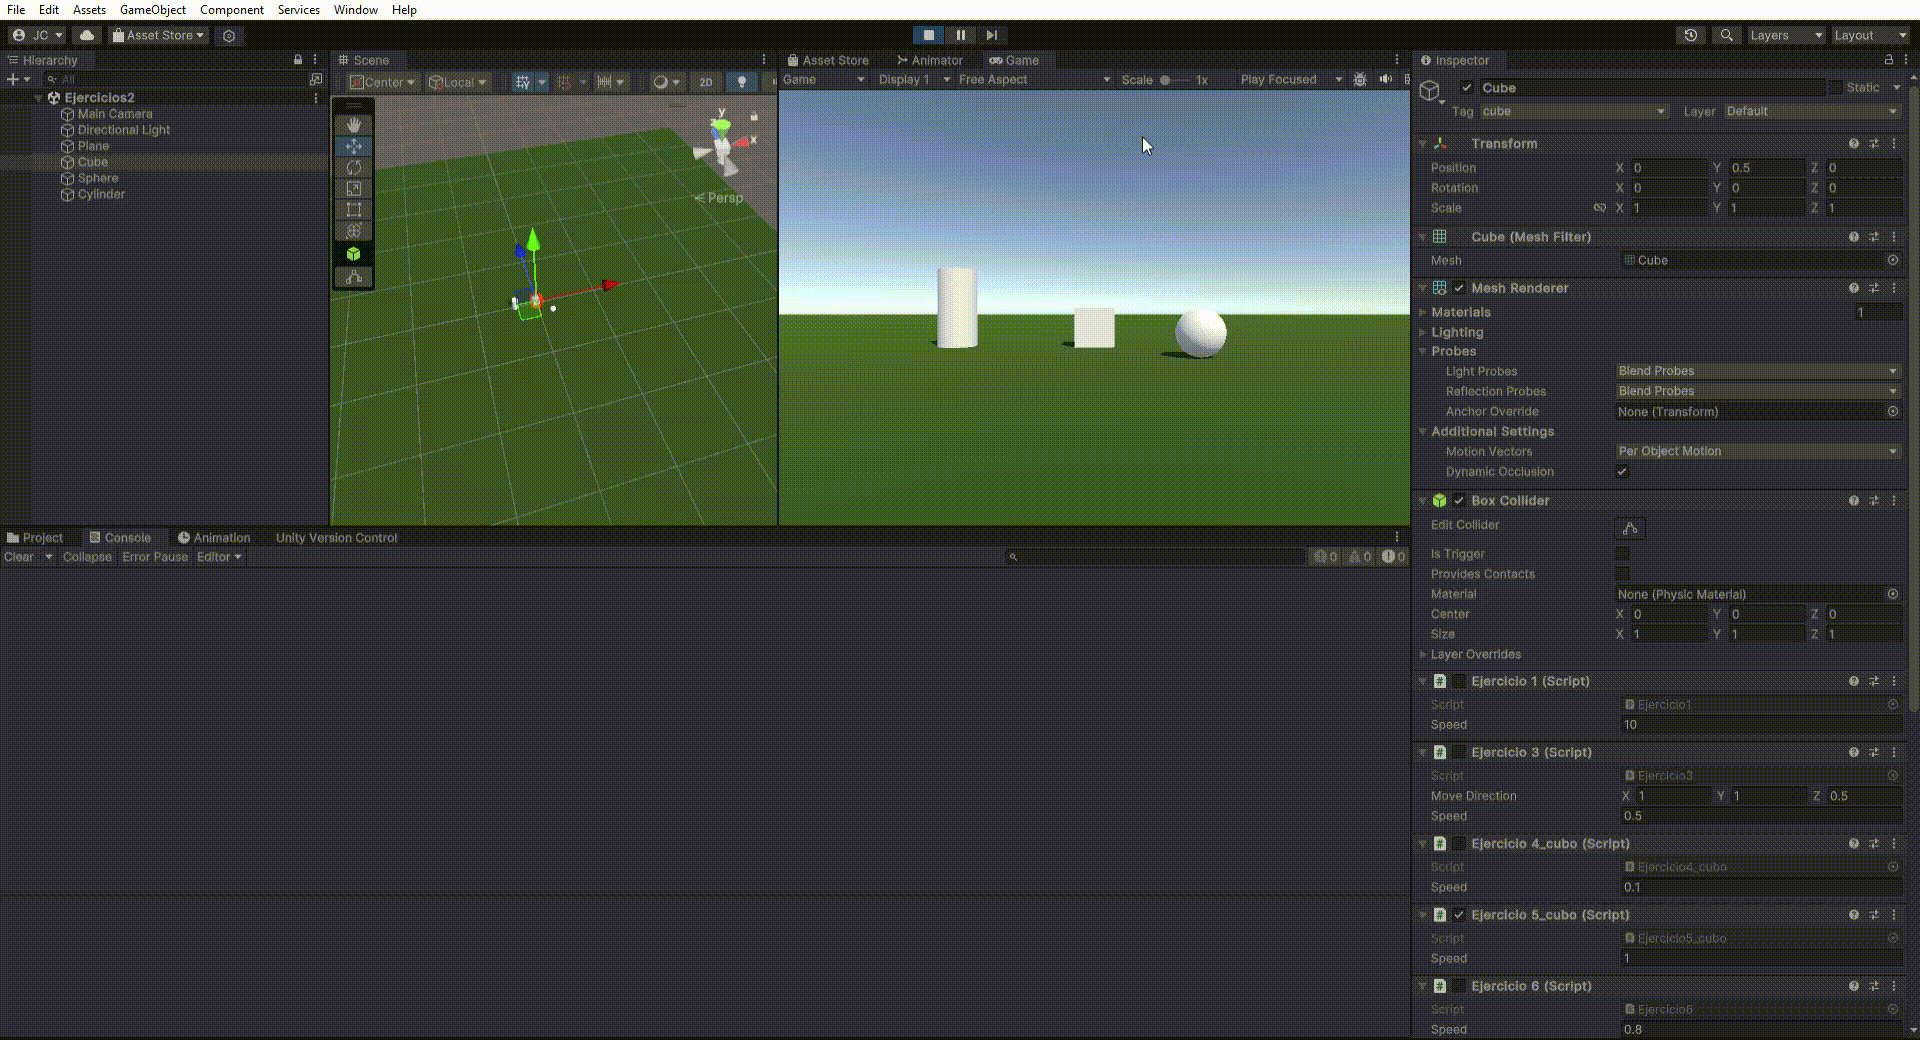 File Edit Assets GameObject Component Services Window Help
JC Asset Store Layers Layout
Hierarchy
All
Ejercicios2
Main Camera
Directional Light
Plane
Cube
Sphere
Cylinder
Scene
Center Local 2D
y
x
z
Persp
Asset Store Animator Game
Game Display 1 Free Aspect Scale 1x Play Focused
Project Console Animation Unity Version Control
Clear Collapse Error Pause Editor 0 0 0
Inspector
Cube Static
Tag cube Layer Default
Transform
Position X 0 Y 0.5 Z 0
Rotation X 0 Y 0 Z 0
Scale X 1 Y 1 Z 1
Cube (Mesh Filter)
Mesh Cube
Mesh Renderer
Materials 1
Lighting
Probes
Light Probes Blend Probes
Reflection Probes Blend Probes
Anchor Override None (Transform)
Additional Settings
Motion Vectors Per Object Motion
Dynamic Occlusion
Box Collider
Edit Collider
Is Trigger
Provides Contacts
Material None (Physic Material)
Center X 0 Y 0 Z 0
Size X 1 Y 1 Z 1
Layer Overrides
# Ejercicio 1 (Script)
Script Ejercicio1
Speed 10
# Ejercicio 3 (Script)
Script Ejercicio3
Move Direction X 1 Y 1 Z 0.5
Speed 0.5
# Ejercicio 4_cubo (Script)
Script Ejercicio4_cubo
Speed 0.1
# Ejercicio 5_cubo (Script)
Script Ejercicio5_cubo
Speed 1
# Ejercicio 6 (Script)
Script Ejercicio6
Speed 0.8